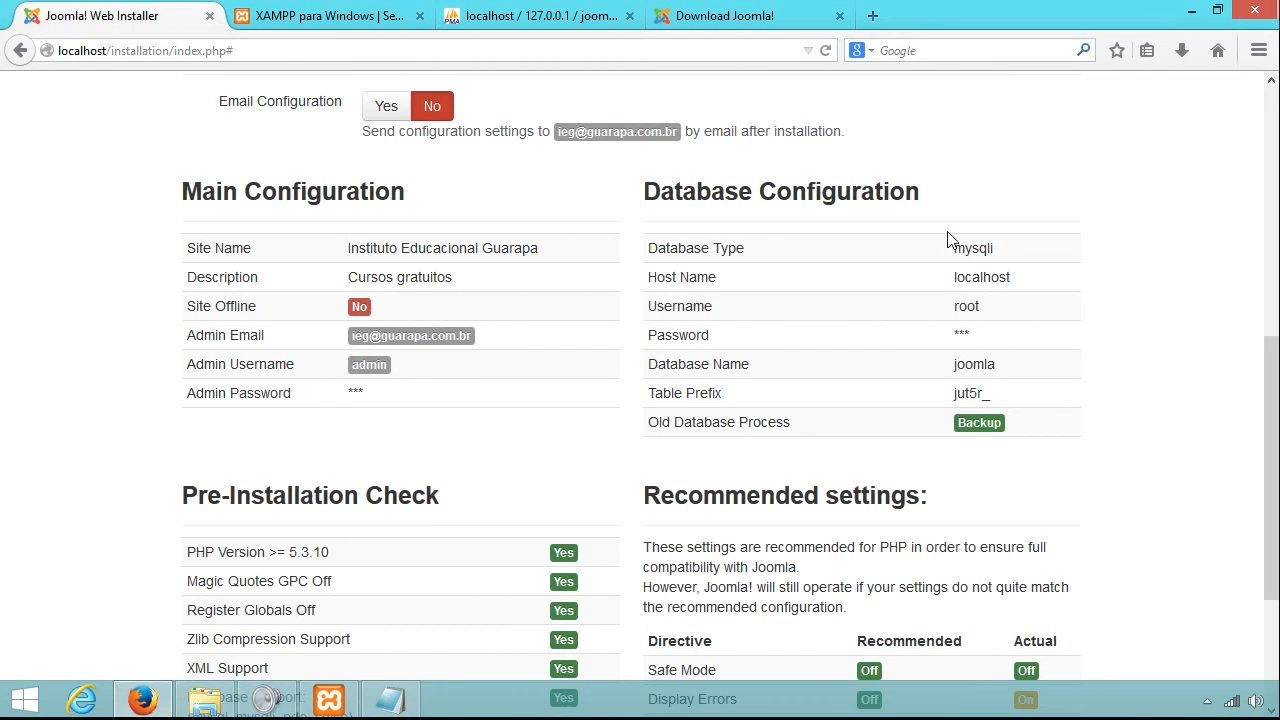 Joomla! Web Installer
XAMPP para Windows | Se...
localhost / 127.0.0.1 / joom...
Download Joomla!
localhost/installation/index.php#
Google
Email Configuration
Yes No
Send configuration settings to ieg@guarapa.com.br by email after installation.
Main Configuration
Site Name Instituto Educacional Guarapa
Description Cursos gratuitos
Site Offline No
Admin Email ieg@guarapa.com.br
Admin Username admin
Admin Password ***
Database Configuration
Database Type mysqli
Host Name localhost
Username root
Password ***
Database Name joomla
Table Prefix jut5r_
Old Database Process Backup
Pre-Installation Check
PHP Version >= 5.3.10 Yes
Magic Quotes GPC Off Yes
Register Globals Off Yes
Zlib Compression Support Yes
XML Support Yes
Yes
Recommended settings:
These settings are recommended for PHP in order to ensure full
compatibility with Joomla.
However, Joomla! will still operate if your settings do not quite match
the recommended configuration.
Directive Recommended Actual
Safe Mode Off Off
Display Errors Off On